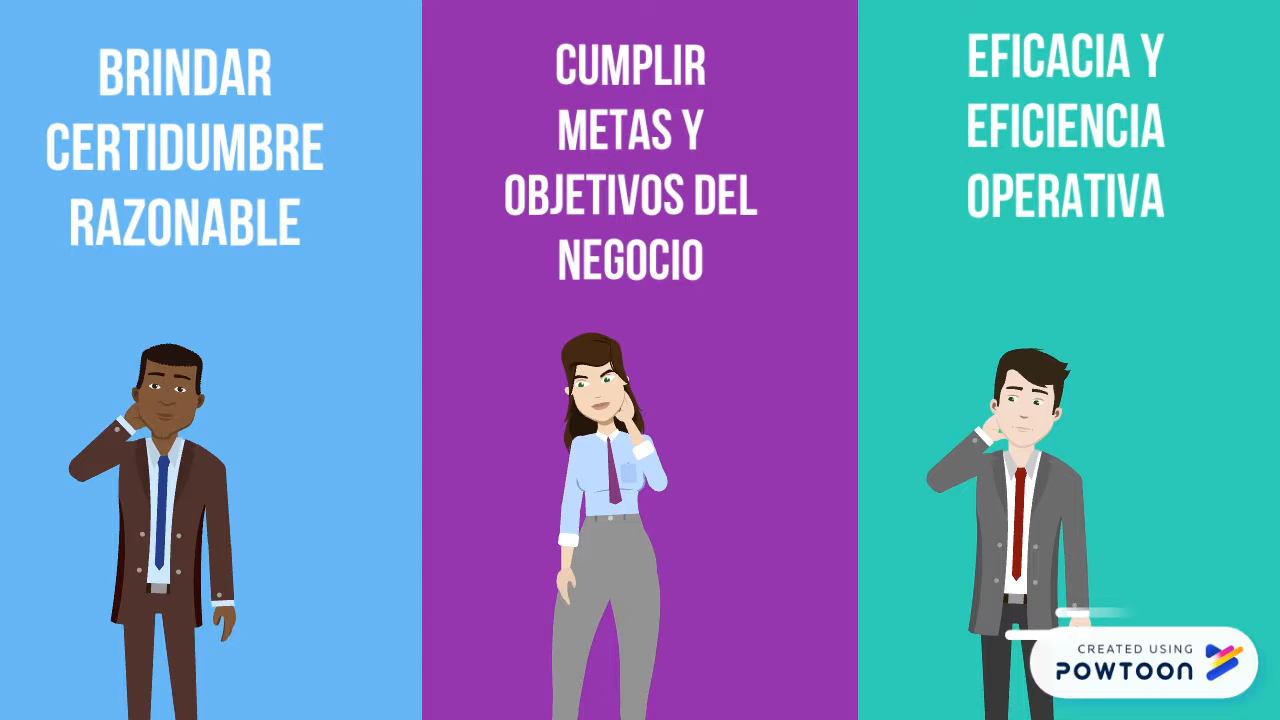 BRINDAR
CERTIDUMBRE
RAZONABLE
CUMPLIR
METAS Y
OBJETIVOS DEL
NEGOCIO
EFICACIA Y
EFICIENCIA
OPERATIVA
CREATED USING
POWTOON